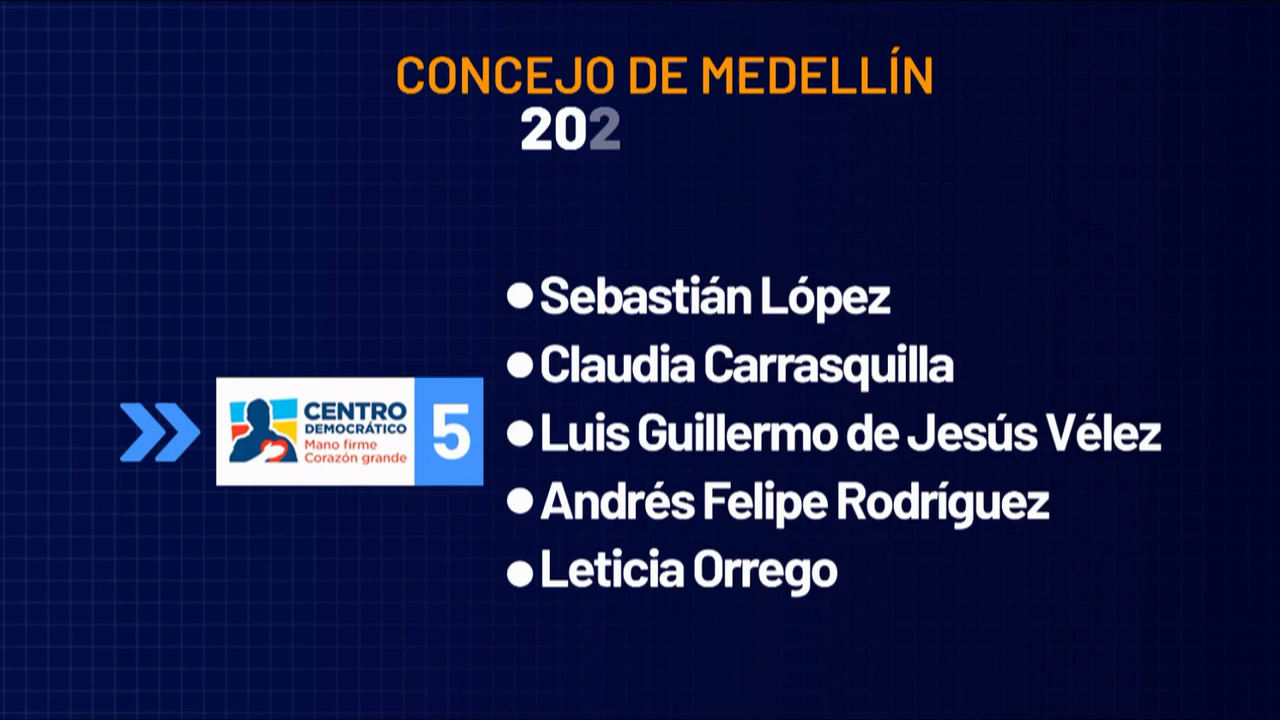 CONCEJO DE MEDELLÍN
202
Sebastián López
Claudia Carrasquilla
Luis Guillermo de Jesús Vélez
Andrés Felipe Rodríguez
Leticia Orrego
CENTRO
DEMOCRÁTICO
Mano firme
Corazón grande
5